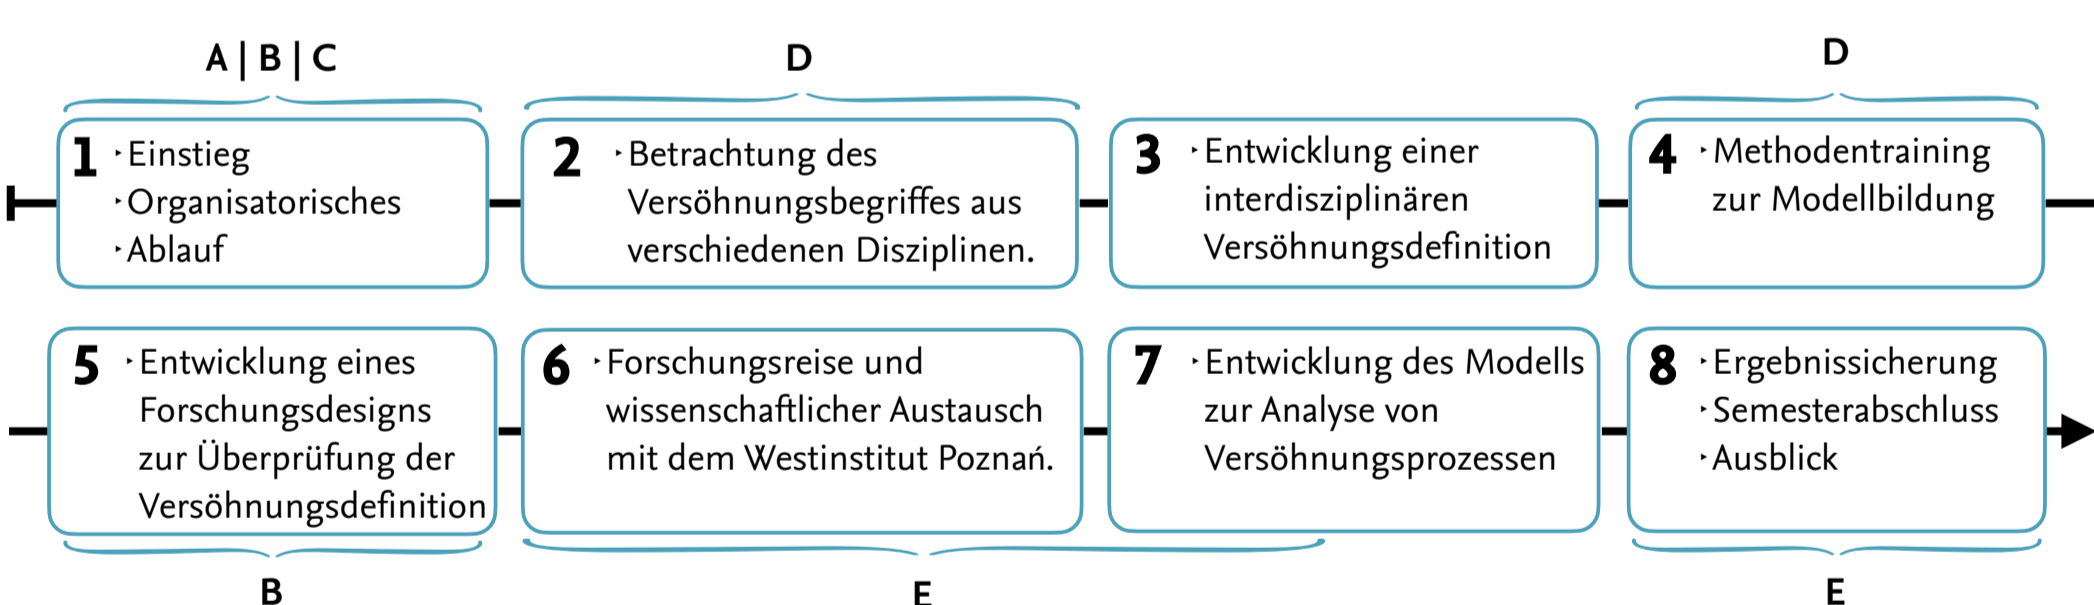 A | B | C
D
D
1
‣ Einstieg
‣ Organisatorisches
‣ Ablauf
2
‣ Betrachtung des
Versöhnungsbegriffes aus
verschiedenen Disziplinen.
3
‣ Entwicklung einer
interdisziplinären
Versöhnungsdefinition
4
‣ Methodentraining
zur Modellbildung
5
‣ Entwicklung eines
Forschungsdesigns
zur Überprüfung der
Versöhnungsdefinition
6
‣ Forschungsreise und
wissenschaftlicher Austausch
mit dem Westinstitut Poznań.
7
‣ Entwicklung des Modells
zur Analyse von
Versöhnungsprozessen
8
‣ Ergebnissicherung
‣ Semesterabschluss
‣ Ausblick
B
E
E